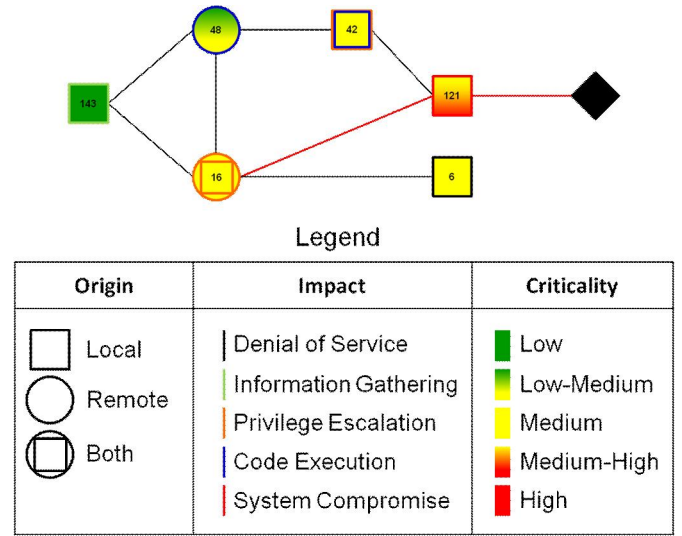 48
42
143
121
16
6
Legend
Origin
Impact
Criticality
Local
Remote
Both
Denial of Service
Information Gathering
Privilege Escalation
Code Execution
System Compromise
Low
Low-Medium
Medium
Medium-High
High